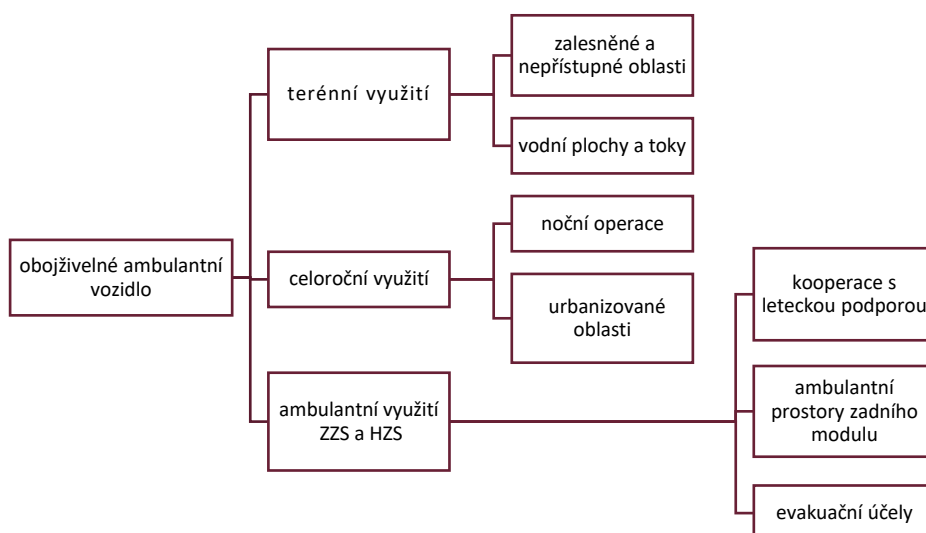 zalesněné a
nepřístupné oblasti
terénní využití
vodní plochy a toky
noční operace
obojživelné ambulantní
vozidlo
celoroční využití
urbanizované
oblasti
kooperace s
leteckou podporou
ambulantní využití
ZZS a HZS
ambulantní
prostory zadního
modulu
evakuační účely